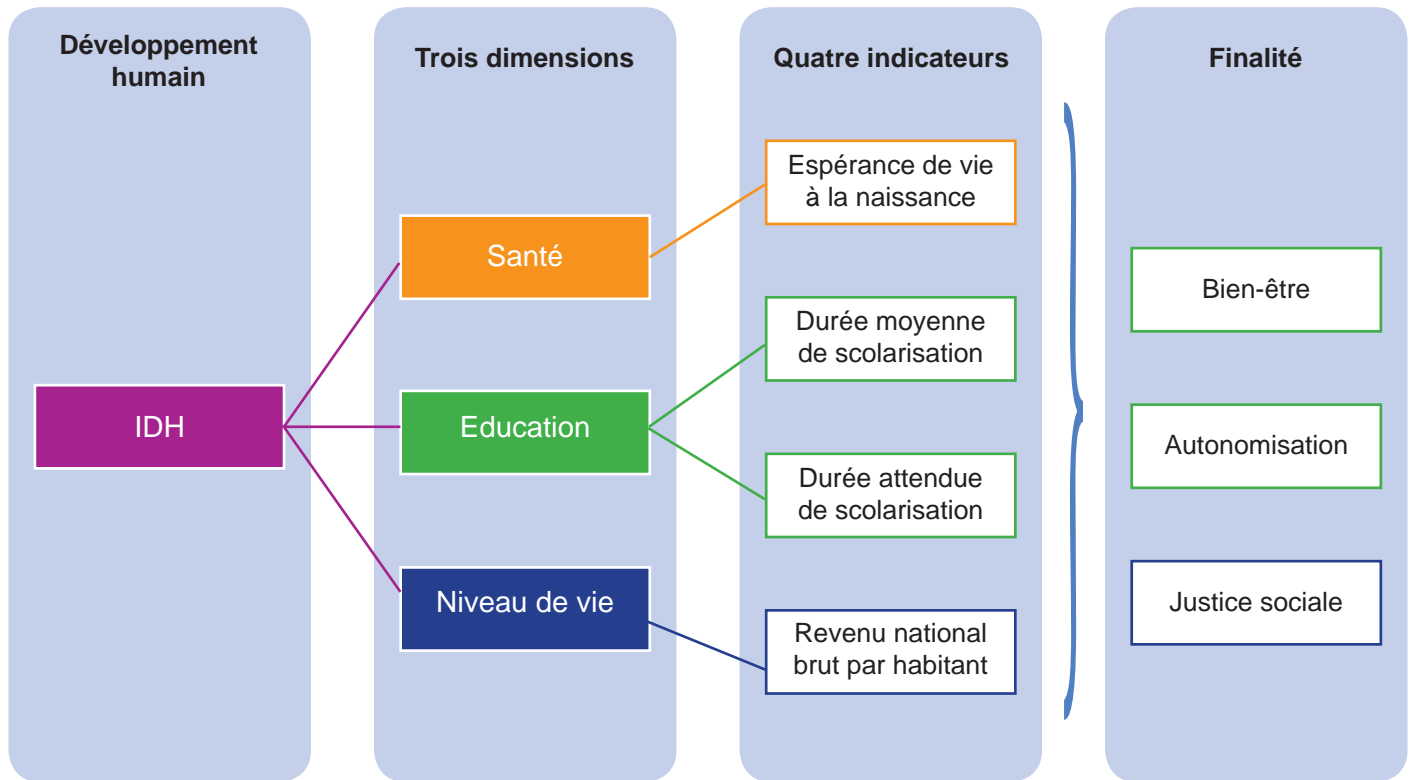 Développement
humain
IDH
Trois dimensions
Santé
Education
Niveau de vie
Quatre indicateurs
Espérance de vie
à la naissance
Durée moyenne
de scolarisation
Durée attendue
de scolarisation
Revenu national
brut par habitant
Finalité
Bien-être
Autonomisation
Justice sociale